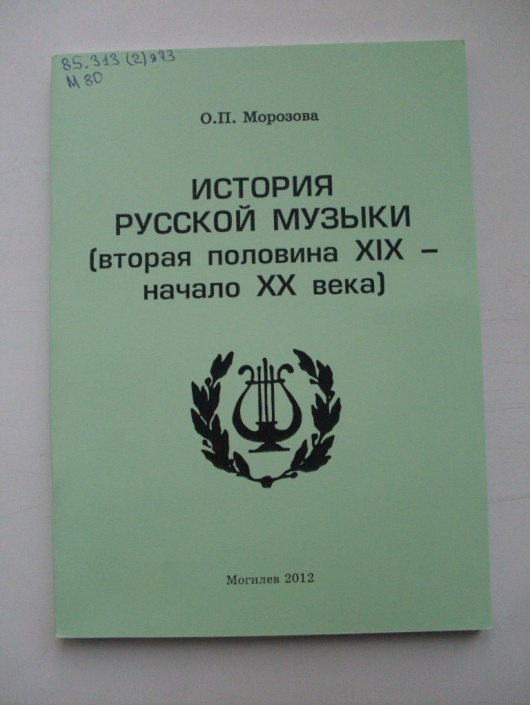 85.313(2)я73
М 80
О.П. Морозова
ИСТОРИЯ
РУССКОЙ МУЗЫКИ
(вторая половина XIX –
начало XX века)
Могилев 2012